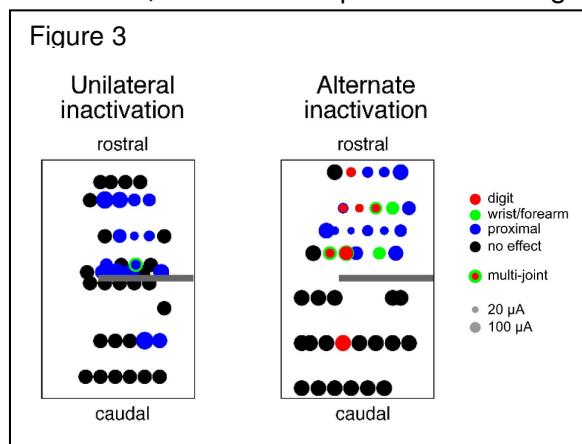 Figure 3
Unilateral
inactivation
rostral
caudal
Alternate
inactivation
rostral
caudal
digit
wrist/forearm
proximal
no effect
multi-joint
20 µA
100 µA